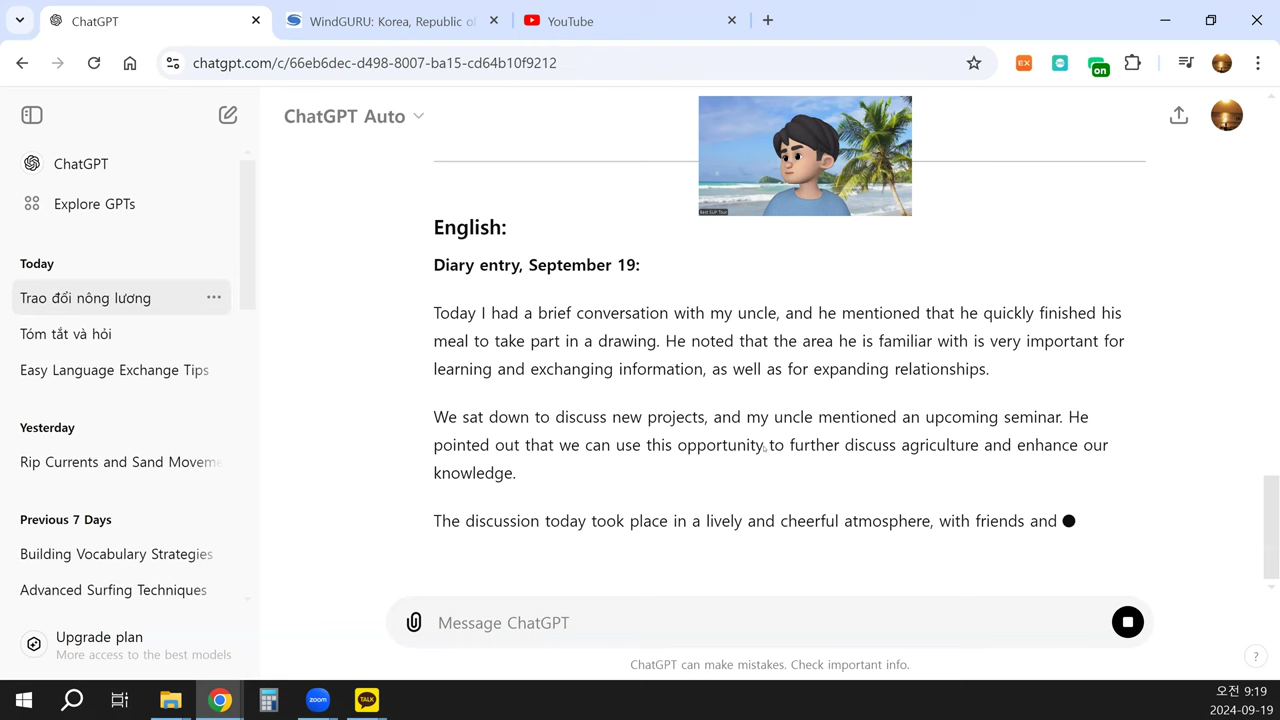 ChatGPT
WindGURU: Korea, Republic of
YouTube
chatgpt.com/c/66eb6dec-d498-8007-ba15-cd64b10f9212
EX
on
ChatGPT Auto
ChatGPT
Explore GPTs
Today
Trao đổi nông lương
Tóm tắt và hỏi
Easy Language Exchange Tips
Yesterday
Rip Currents and Sand Moveme
Previous 7 Days
Building Vocabulary Strategies
Advanced Surfing Techniques
Upgrade plan
More access to the best models
English:
Diary entry, September 19:
Today I had a brief conversation with my uncle, and he mentioned that he quickly finished his
meal to take part in a drawing. He noted that the area he is familiar with is very important for
learning and exchanging information, as well as for expanding relationships.
We sat down to discuss new projects, and my uncle mentioned an upcoming seminar. He
pointed out that we can use this opportunity to further discuss agriculture and enhance our
knowledge.
The discussion today took place in a lively and cheerful atmosphere, with friends and
Message ChatGPT
ChatGPT can make mistakes. Check important info.
?
zoom
TALK
오전 9:19
2024-09-19